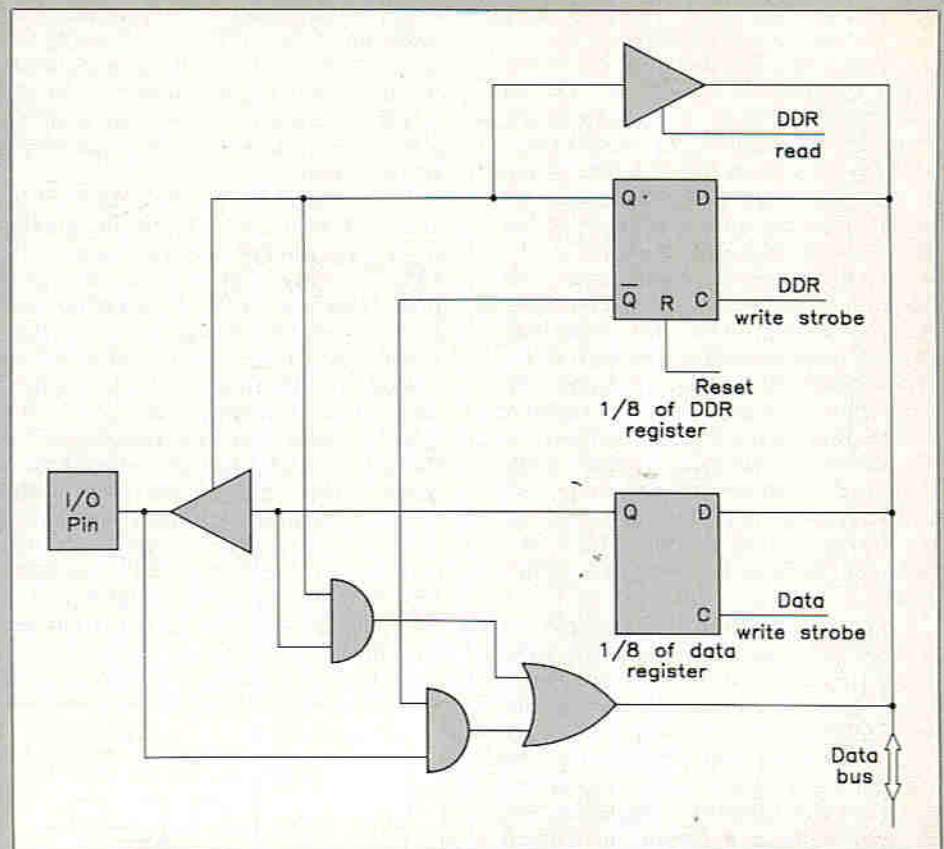 DDR
read
Q D
DDR
Q̅ R C
write strobe
Reset
1/8 of DDR
register
I/O
Pin
Q D
Data
C
write strobe
1/8 of data
register
Data
bus